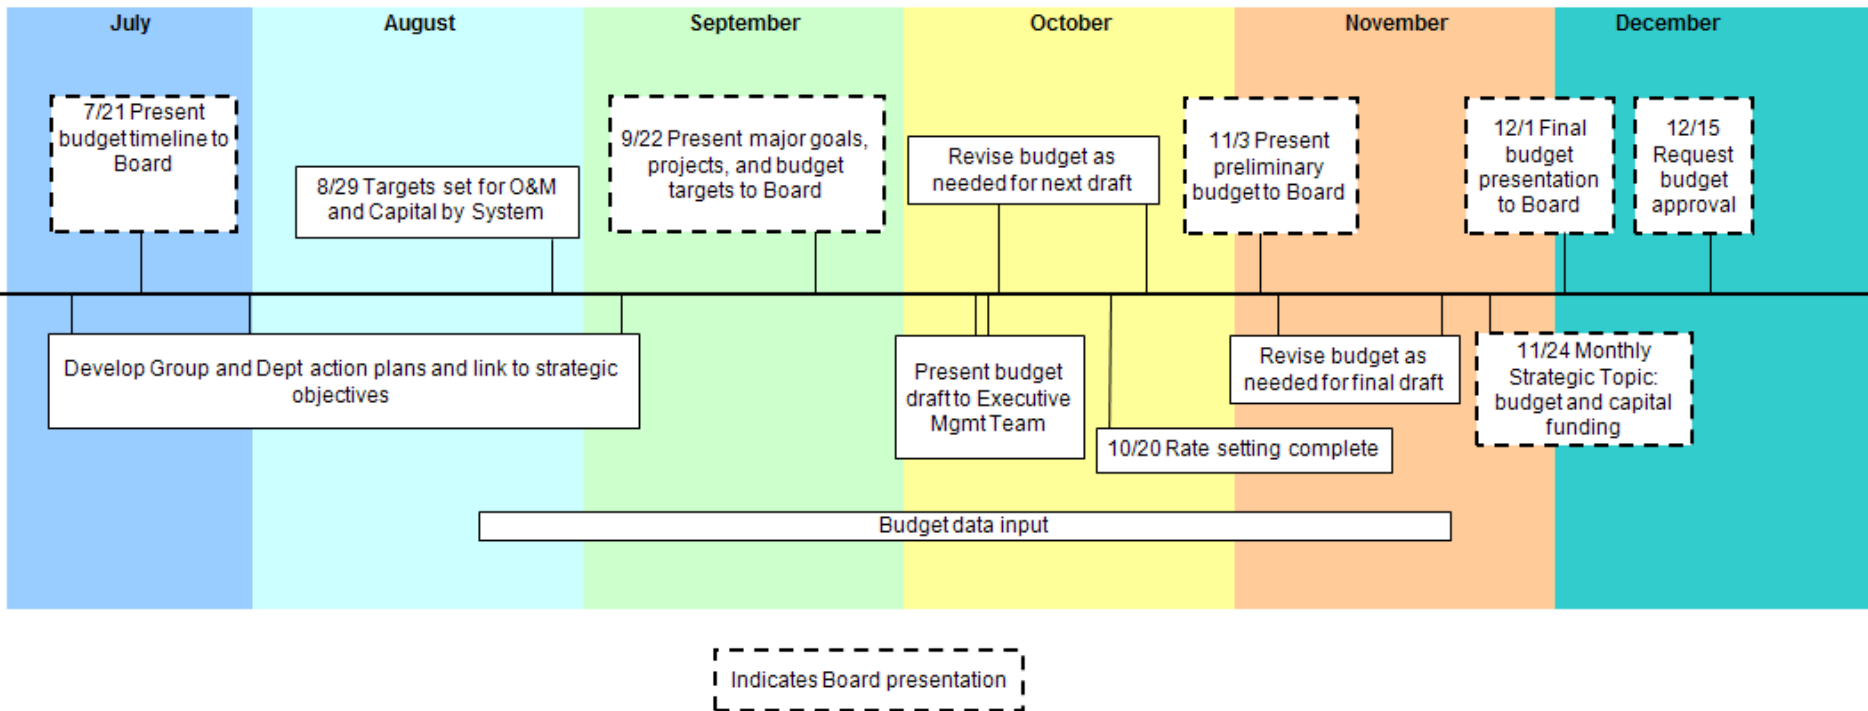 July
August
September
October
November
December
7/21 Present
budget timeline to
Board
8/29 Targets set for O&M
and Capital by System
9/22 Present major goals,
projects, and budget
targets to Board
Revise budget as
needed for next draft
11/3 Present
preliminary
budget to Board
12/1 Final
budget
presentation
to Board
12/15
Request
budget
approval
Develop Group and Dept action plans and link to strategic
objectives
Present budget
draft to Executive
Mgmt Team
10/20 Rate setting complete
Revise budget as
needed for final draft
11/24 Monthly
Strategic Topic:
budget and capital
funding
Budget data input
Indicates Board presentation